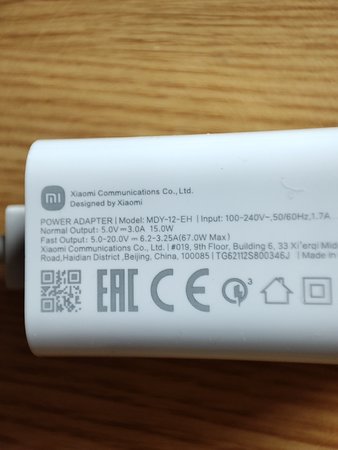 mi
Xiaomi Communications Co., Ltd.
Designed by Xiaomi
POWER ADAPTER | Model: MDY-12-EH | Input: 100-240V~,50/60Hz,1.7A
Normal Output: 5.0V⎓3.0A 15.0W
Fast Output: 5.0-20.0V⎓6.2-3.25A(67.0W Max)
Xiaomi Communications Co., Ltd. | #019, 9th Floor, Building 6, 33 Xi'erqi Mid
Road,Haidian District ,Beijing, China, 100085 | TG62112S800346J | Made in
EAC CE 3